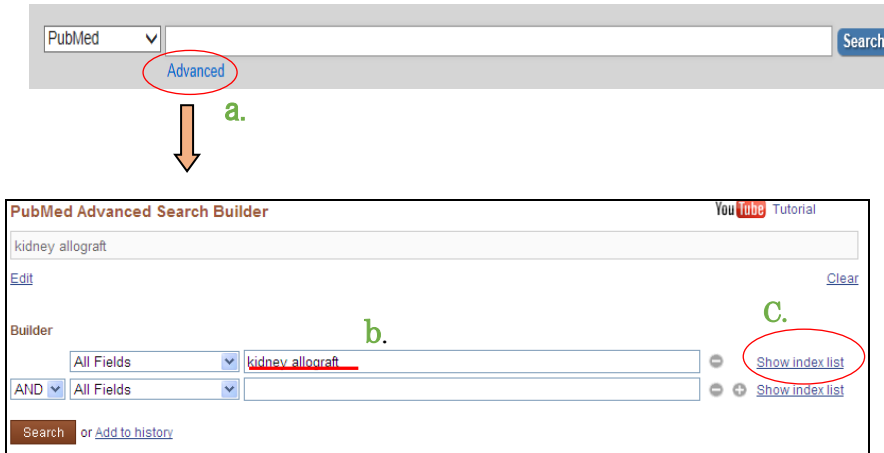 PubMed Search
Advanced
a.
PubMed Advanced Search Builder YouTube Tutorial
kidney allograft
Edit Clear
C.
Builder b.
All Fields kidney allograft Show index list
AND All Fields Show index list
Search or Add to history